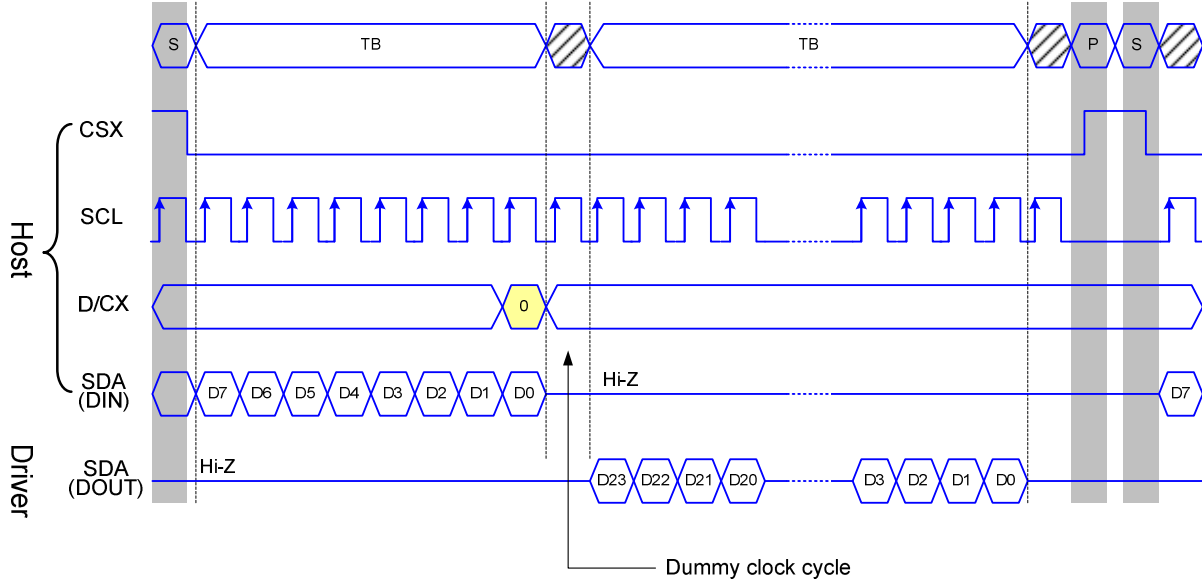 S TB TB P S
CSX
SCL
D/CX 0
SDA
(DIN) D7 D6 D5 D4 D3 D2 D1 D0 Hi-Z D7
SDA
(DOUT) Hi-Z D23 D22 D21 D20 D3 D2 D1 D0
Host
Driver
Dummy clock cycle